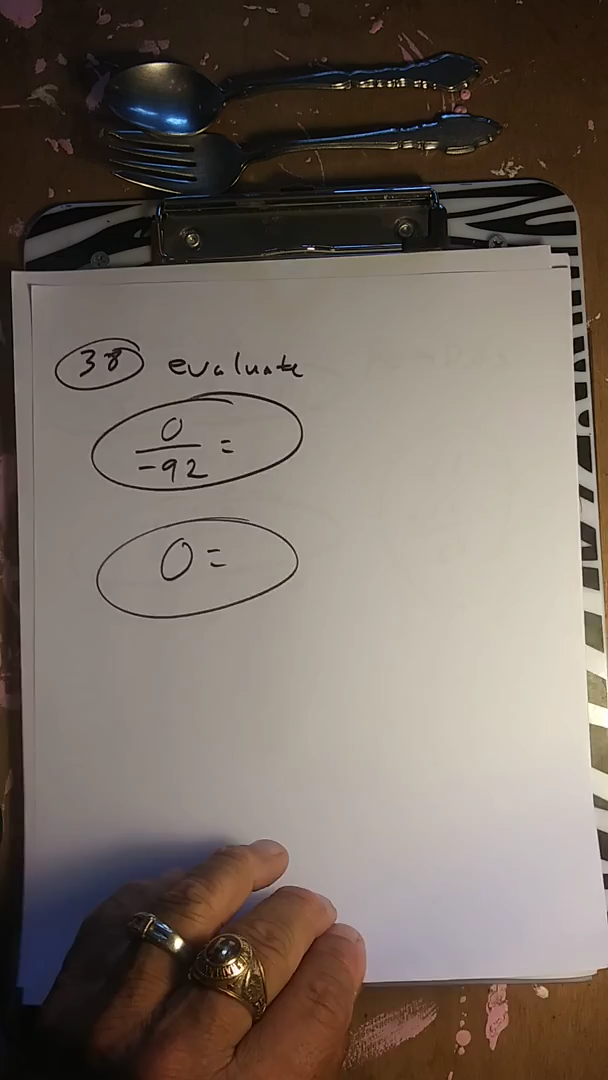 38 evaluate
0
-92 =
0 =